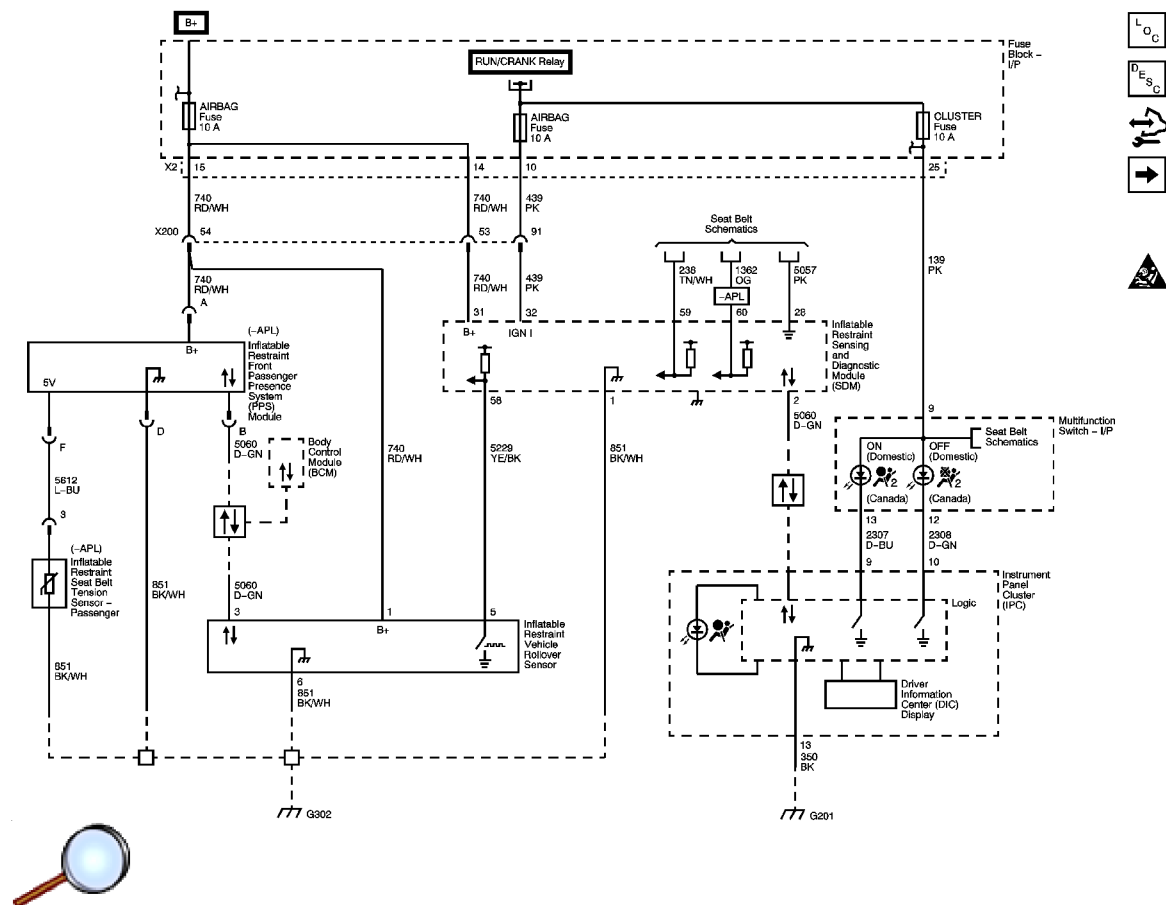 B+
RUN/CRANK Relay
Fuse
Block –
I/P
L
O
C
D
E
S
C
AIRBAG
Fuse
10 A
AIRBAG
Fuse
10 A
CLUSTER
Fuse
10 A
X2 15 14 10 25
740
RD/WH
740
RD/WH
439
PK
X200 54 53 91
Seat Belt
Schematics
740
RD/WH
740
RD/WH
439
PK
238
TN/WH
1362
OG
5057
PK
139
PK
–APL
A 31 32 59 60 28
B+ IGN I
Inflatable
Restraint
Sensing
and
Diagnostic
Module
(SDM)
(–APL)
Inflatable
Restraint
Front
Passenger
Presence
System
(PPS)
Module
B+
5V
58 1 2
F D B
5060
D-GN
Body
Control
Module
(BCM)
740
RD/WH
5229
YE/BK
851
BK/WH
5060
D-GN
9
Multifunction
Switch – I/P
Seat Belt
Schematics
ON
(Domestic)
OFF
(Domestic)
2 2
(Canada) (Canada)
13 12
5612
L-BU
3
2307
D-BU
2308
D-GN
9 10
(–APL)
Inflatable
Restraint
Seat Belt
Tension
Sensor –
Passenger
851
BK/WH
5060
D-GN
3 1 5
B+
Inflatable
Restraint
Vehicle
Rollover
Sensor
Instrument
Panel
Cluster
(IPC)
Logic
851
BK/WH
6
851
BK/WH
Driver
Information
Center (DIC)
Display
13
350
BK
G302
G201